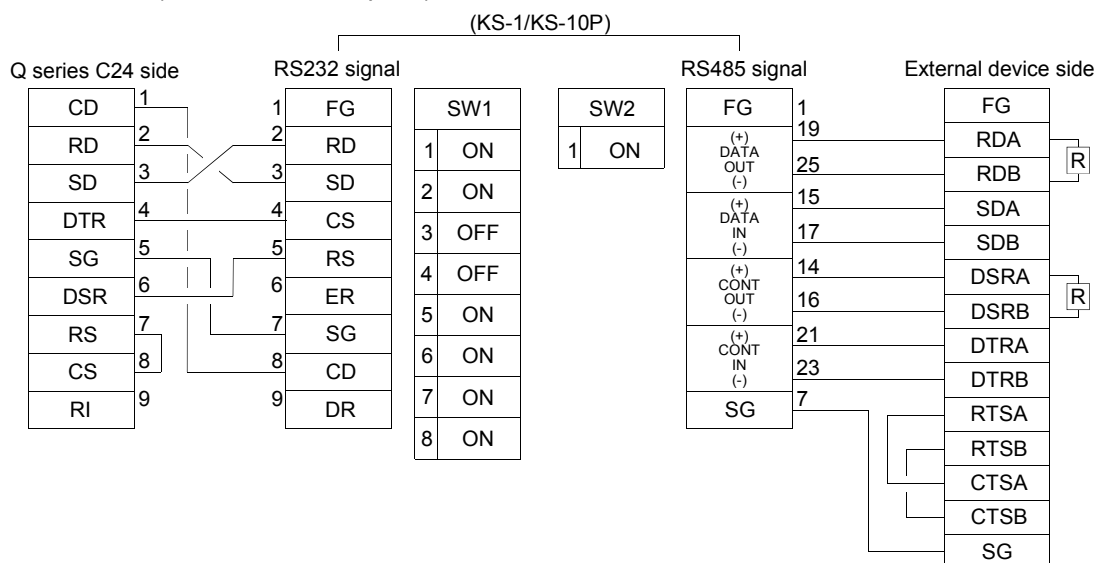 (KS-1/KS-10P)
Q series C24 side
RS232 signal
RS485 signal
External device side
CD 1
RD 2
SD 3
DTR 4
SG 5
DSR 6
RS 7
CS 8
RI 9
1 FG
2 RD
3 SD
4 CS
5 RS
6 ER
7 SG
8 CD
9 DR
SW1
1 ON
2 ON
3 OFF
4 OFF
5 ON
6 ON
7 ON
8 ON
SW2
1 ON
FG 1
(+) 19
DATA
OUT 25
(-)
(+) 15
DATA
IN 17
(-)
(+) 14
CONT
OUT 16
(-)
(+) 21
CONT
IN 23
(-)
SG 7
FG
RDA
RDB
R
SDA
SDB
DSRA
DSRB
R
DTRA
DTRB
RTSA
RTSB
CTSA
CTSB
SG